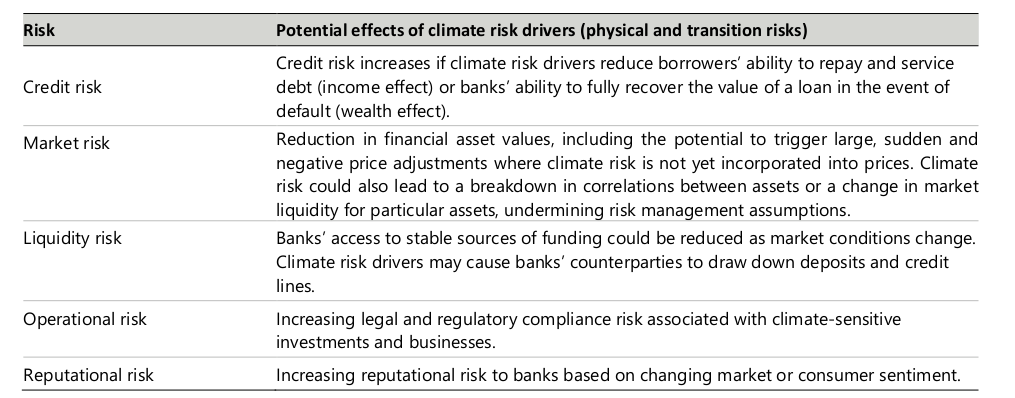 Risk Potential effects of climate risk drivers (physical and transition risks)
Credit risk increases if climate risk drivers reduce borrowers’ ability to repay and service
Credit risk debt (income effect) or banks’ ability to fully recover the value of a loan in the event of
default (wealth effect).
Market risk Reduction in financial asset values, including the potential to trigger large, sudden and
negative price adjustments where climate risk is not yet incorporated into prices. Climate
risk could also lead to a breakdown in correlations between assets or a change in market
liquidity for particular assets, undermining risk management assumptions.
Liquidity risk Banks’ access to stable sources of funding could be reduced as market conditions change.
Climate risk drivers may cause banks’ counterparties to draw down deposits and credit
lines.
Operational risk Increasing legal and regulatory compliance risk associated with climate-sensitive
investments and businesses.
Reputational risk Increasing reputational risk to banks based on changing market or consumer sentiment.